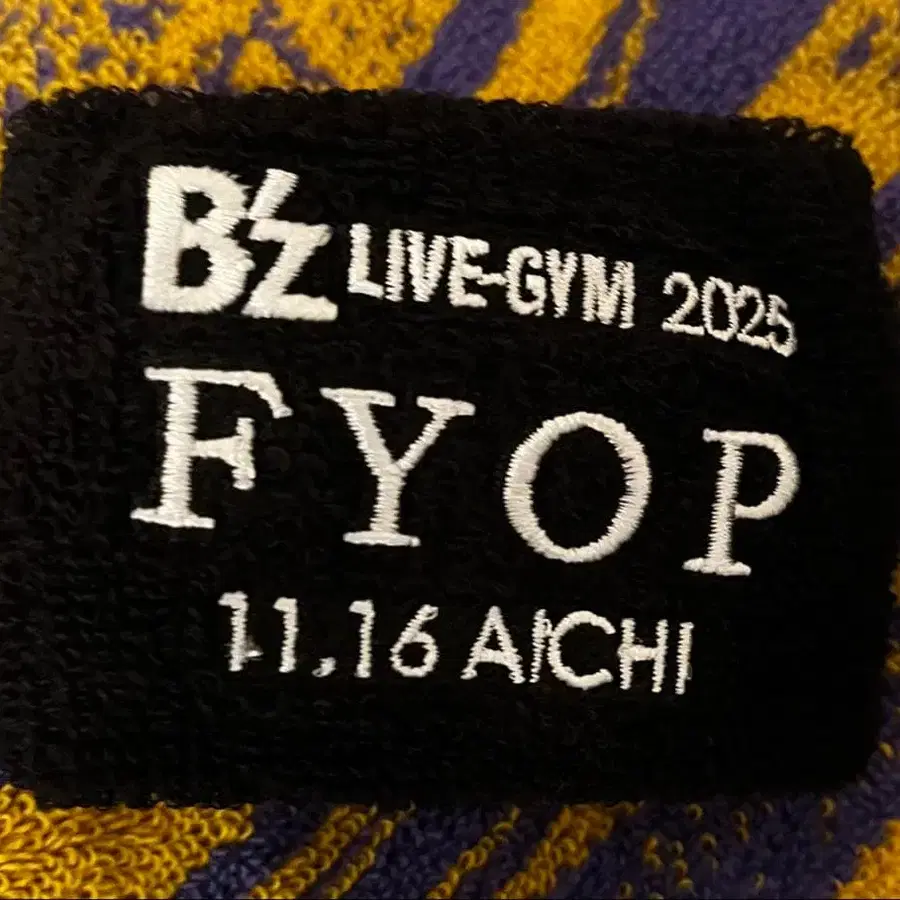 B'z LIVE-GYM 2025
FYOP
11,16 AICHI